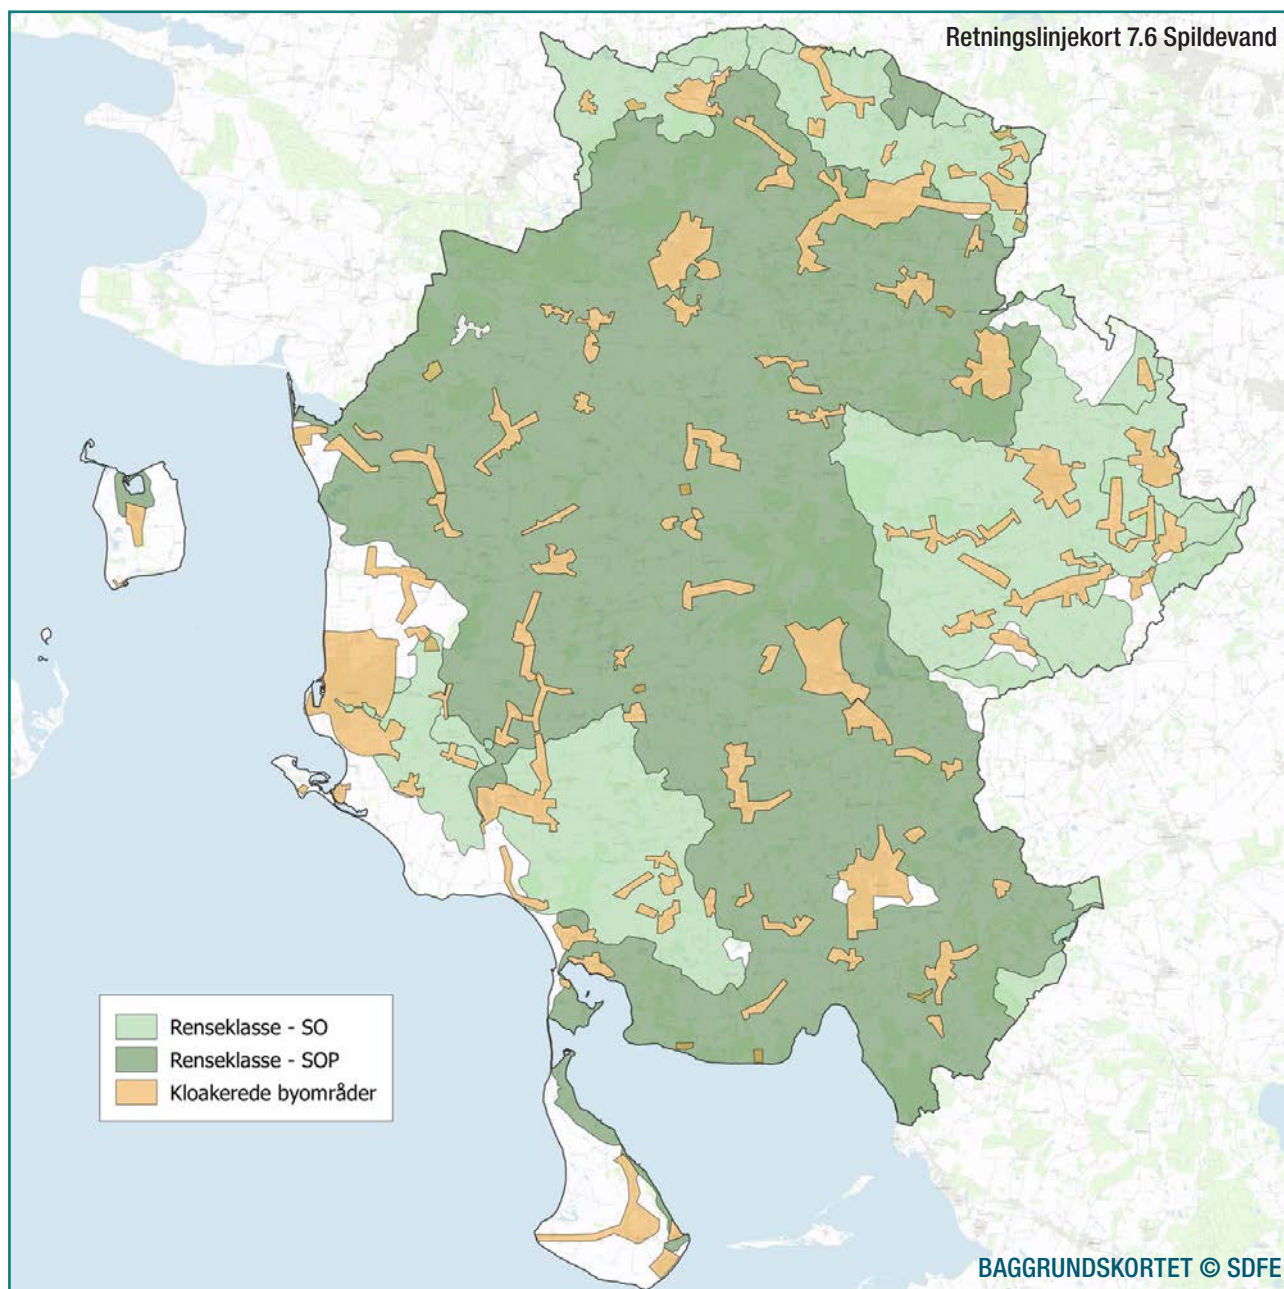 Retningslinjekort 7.6 Spildevand
Renseklasse - SO
Renseklasse - SOP
Kloakerede byområder
BAGGRUNDSKORTET © SDFE